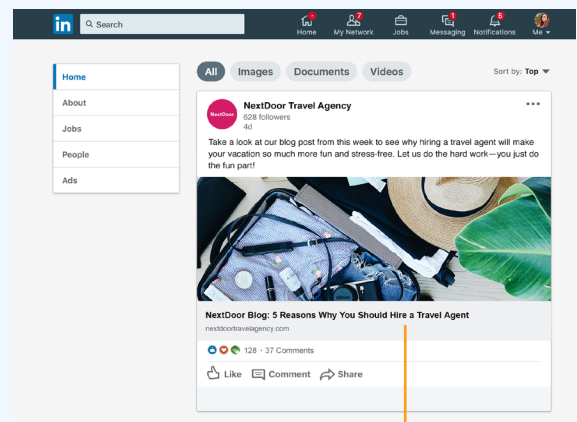 in
Search
Home
My Network
7
Jobs
Messaging
1
Notifications
5
Me
Home
About
Jobs
People
Ads
All
Images
Documents
Videos
Sort by: Top
NextDoor
NextDoor Travel Agency
628 followers
4d
Take a look at our blog post from this week to see why hiring a travel agent will make
your vacation so much more fun and stress-free. Let us do the hard work—you just do
the fun part!
NextDoor Blog: 5 Reasons Why You Should Hire a Travel Agent
nextdoortravelagency.com
128 · 37 Comments
Like
Comment
Share